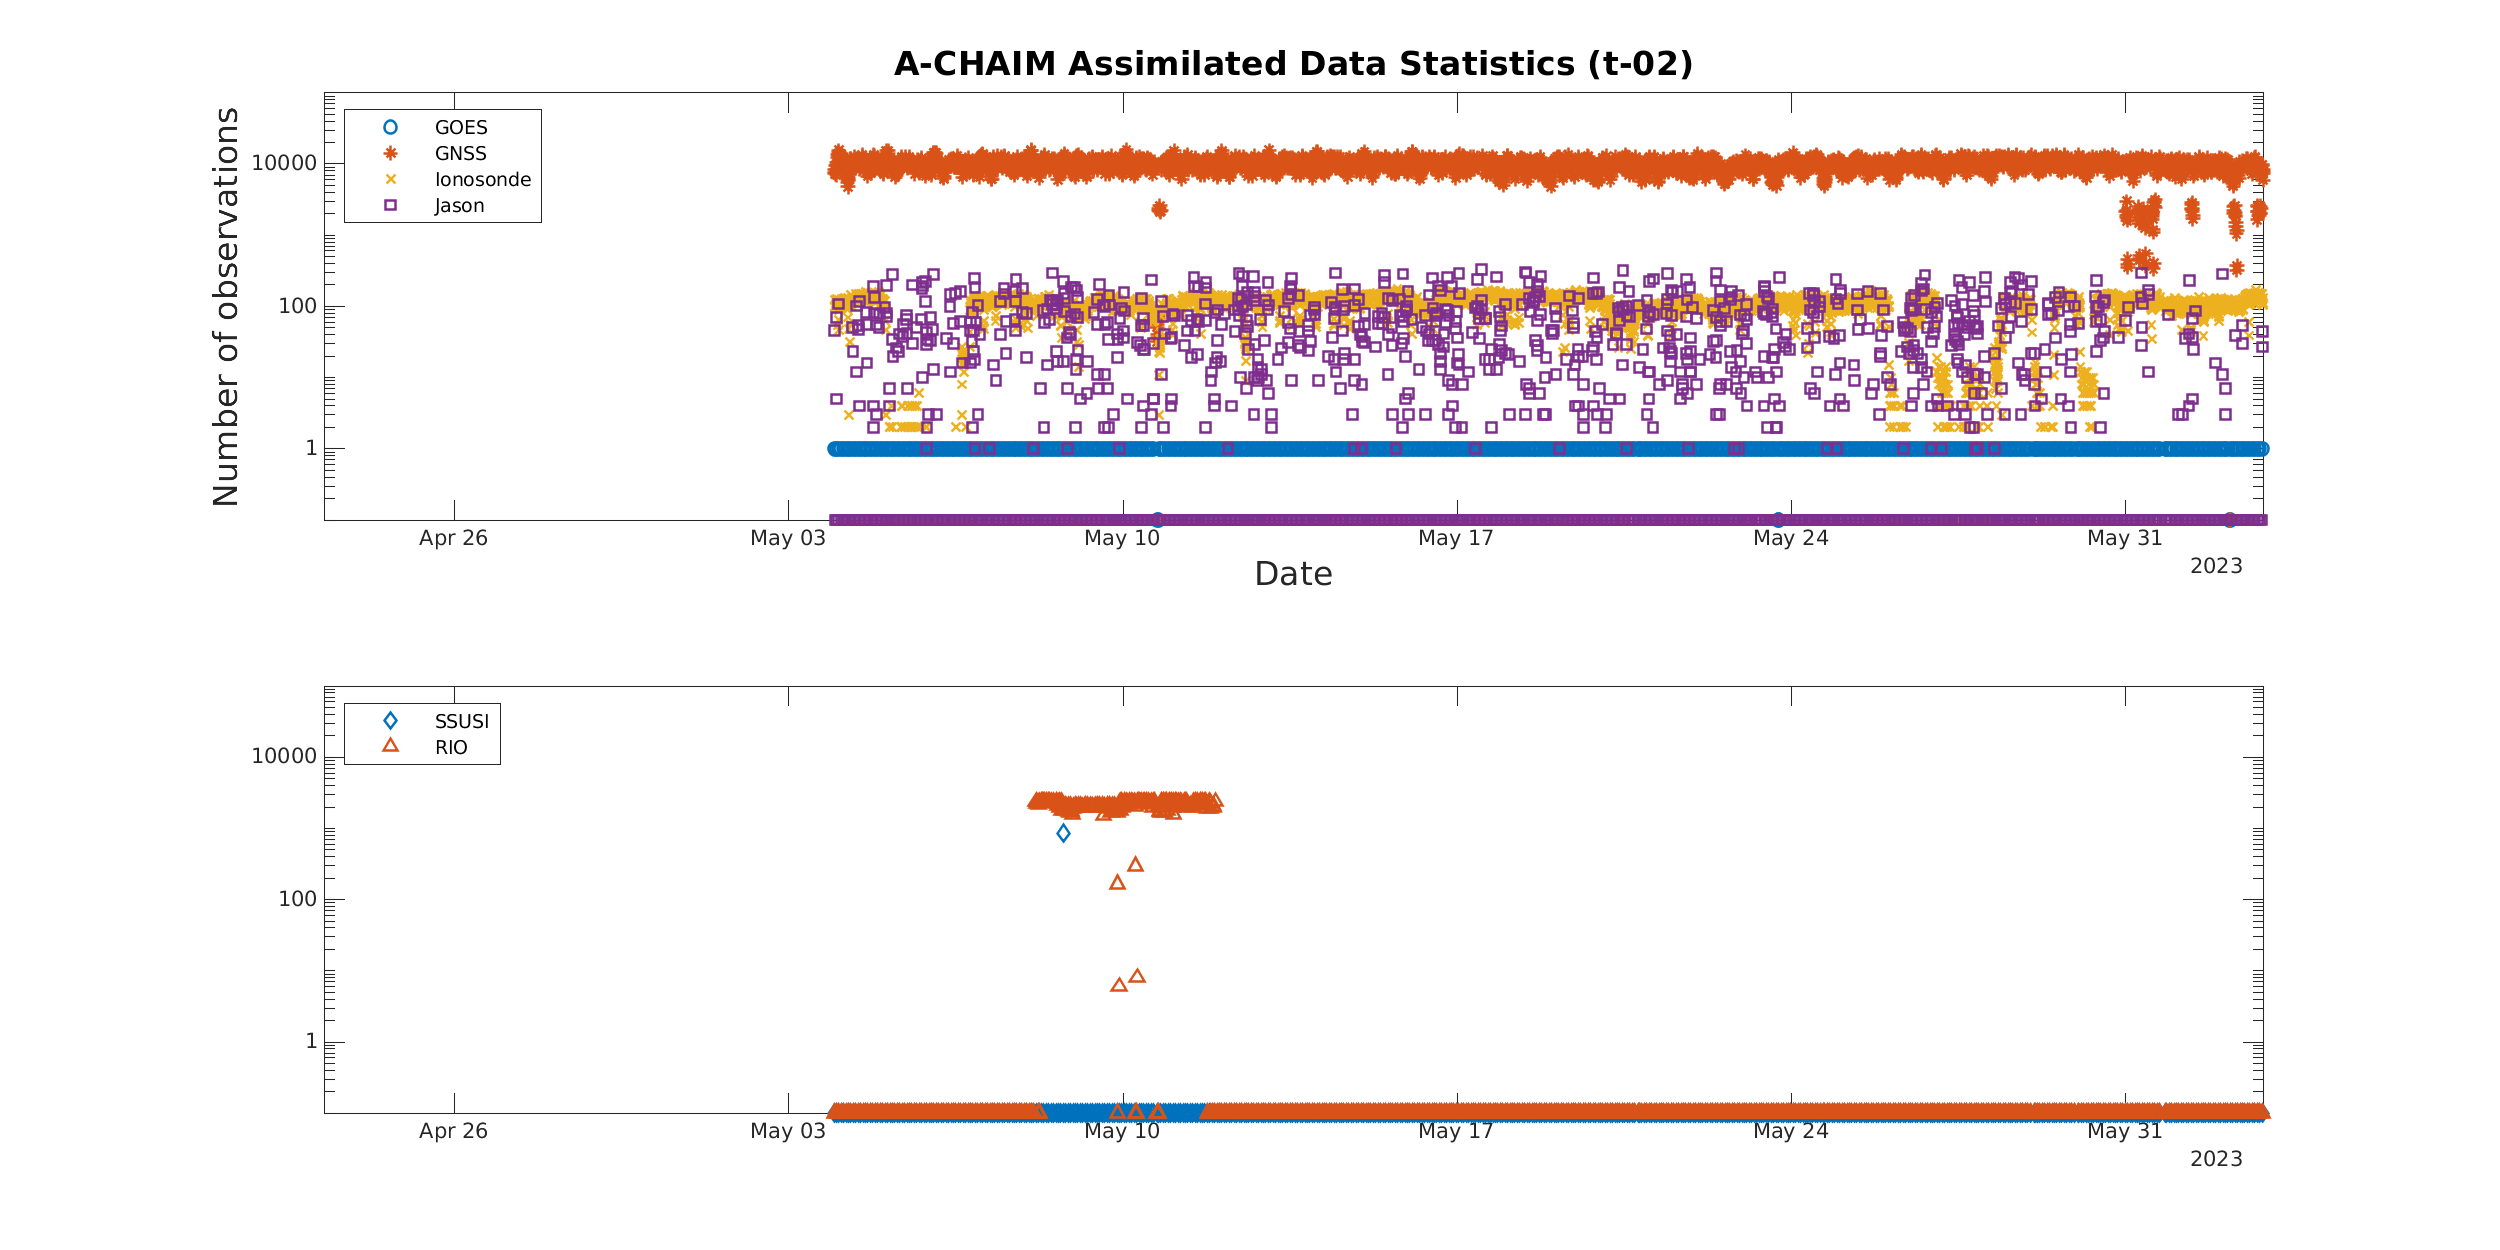 A-CHAIM Assimilated Data Statistics (t-02)
Number of observations
10000
100
1
GOES
GNSS
Ionosonde
Jason
Apr 26
May 03
May 10
May 17
May 24
May 31
Date
2023
10000
100
1
SSUSI
RIO
Apr 26
May 03
May 10
May 17
May 24
May 31
2023